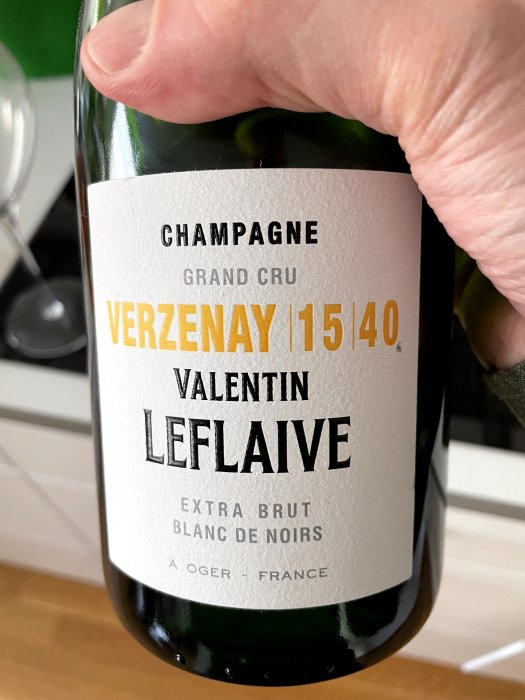 CHAMPAGNE
GRAND CRU
VERZENAY |15|40
VALENTIN
LEFLAIVE
EXTRA BRUT
BLANC DE NOIRS
À OGER - FRANCE